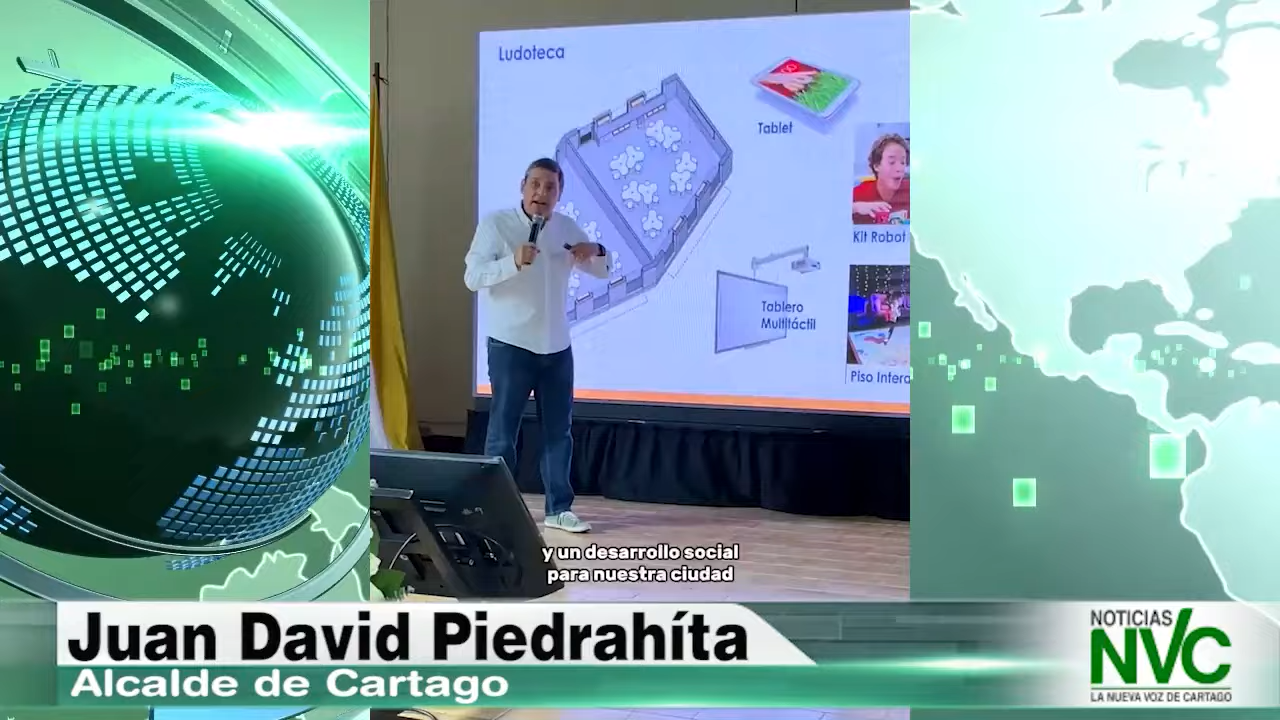 Ludoteca
Tablet
Kit Robot
Tablero
Multitáctil
Piso Intera
y un desarrollo social
para nuestra ciudad
Juan David Piedrahíta
Alcalde de Cartago
NOTICIAS
NVC
LA NUEVA VOZ DE CARTAGO